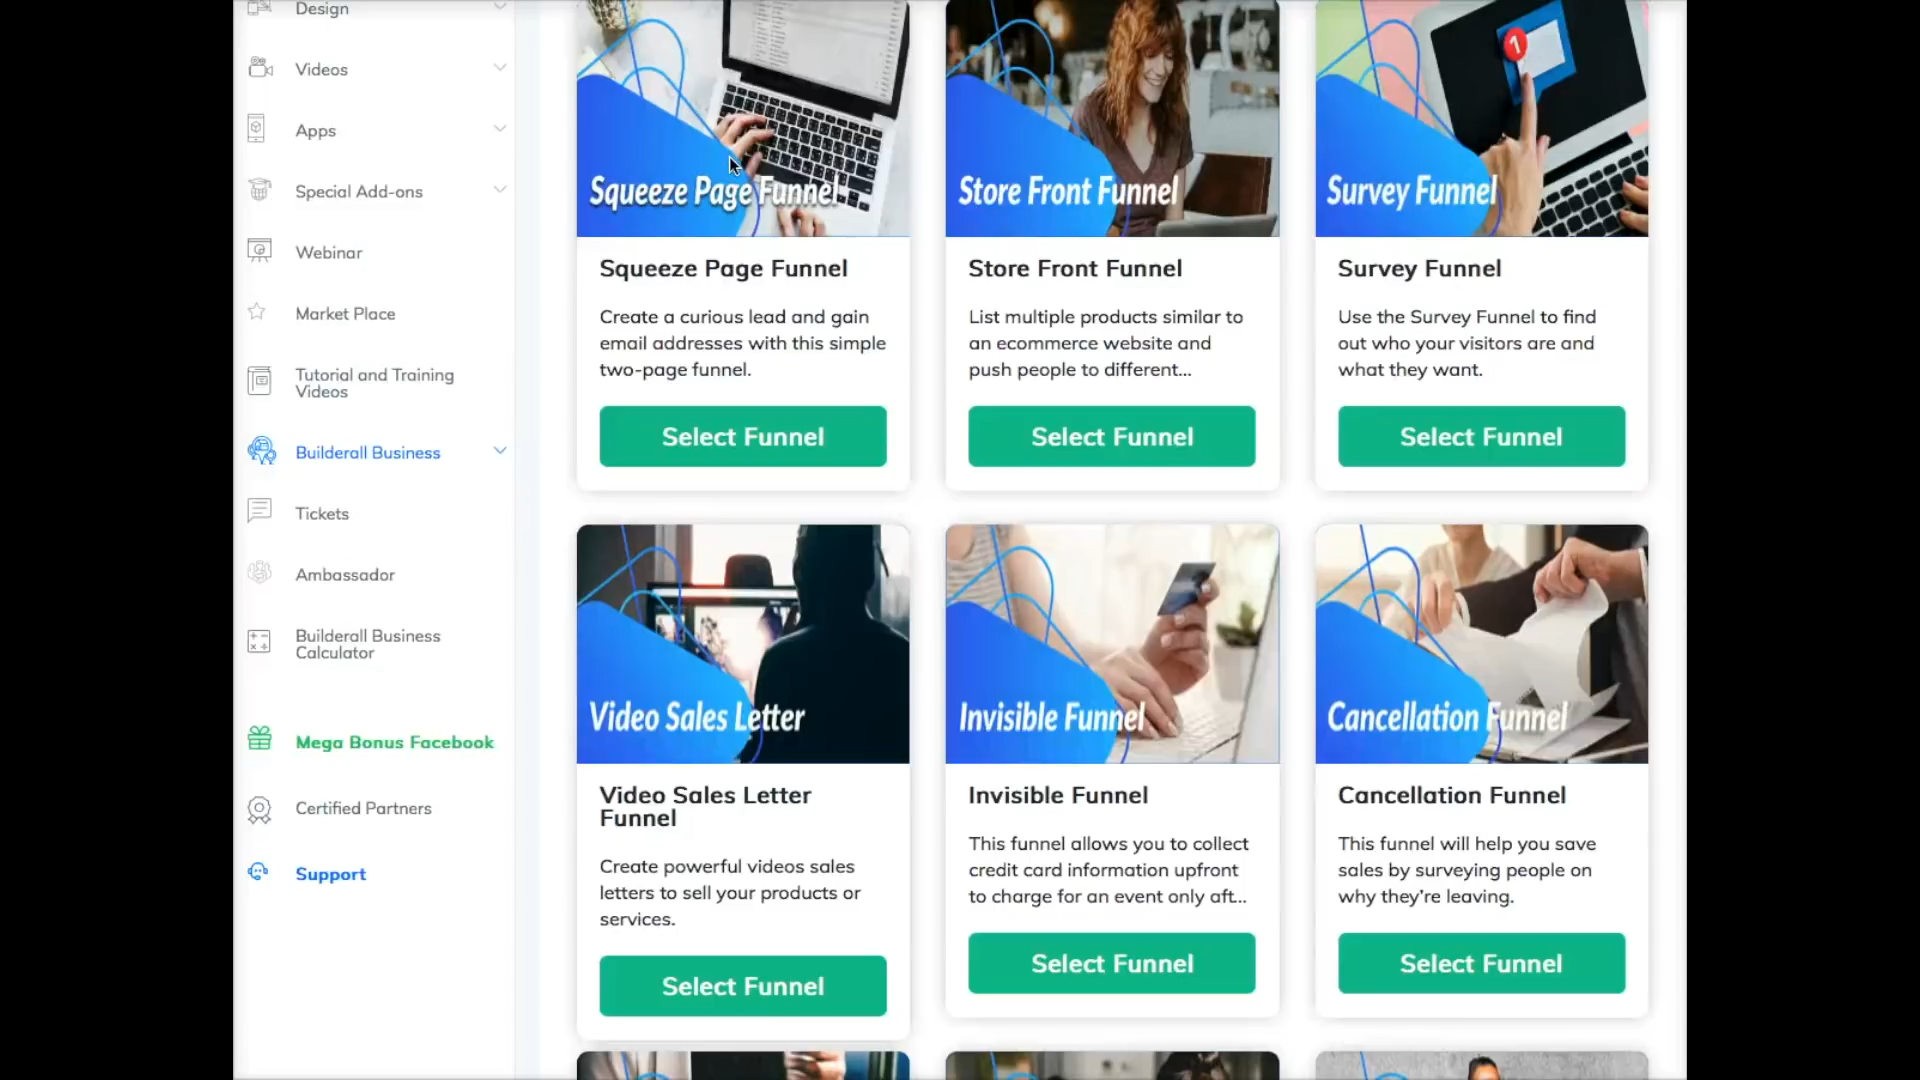 Design
Videos
Apps
Special Add-ons
Webinar
Market Place
Tutorial and Training
Videos
Builderall Business
Tickets
Ambassador
Builderall Business
Calculator
Mega Bonus Facebook
Certified Partners
Support
Squeeze Page Funnel
Squeeze Page Funnel
Create a curious lead and gain
email addresses with this simple
two-page funnel.
Select Funnel
Store Front Funnel
Store Front Funnel
List multiple products similar to
an ecommerce website and
push people to different...
Select Funnel
1
Survey Funnel
Survey Funnel
Use the Survey Funnel to find
out who your visitors are and
what they want.
Select Funnel
Video Sales Letter
Video Sales Letter
Funnel
Create powerful videos sales
letters to sell your products or
services.
Select Funnel
Invisible Funnel
Invisible Funnel
This funnel allows you to collect
credit card information upfront
to charge for an event only aft...
Select Funnel
Cancellation Funnel
Cancellation Funnel
This funnel will help you save
sales by surveying people on
why they're leaving.
Select Funnel